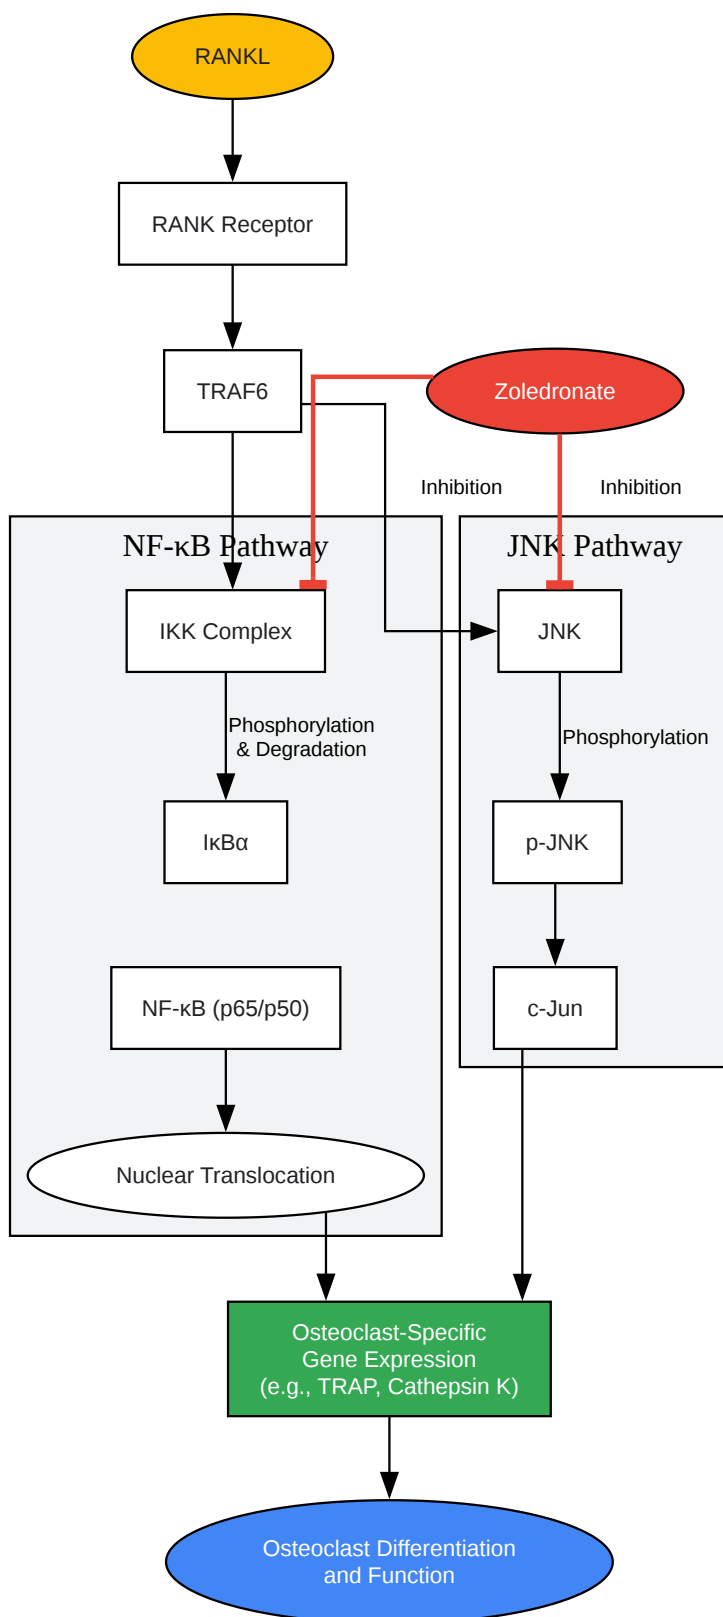 RANKL
RANK Receptor
TRAF6
Zoledronate
Inhibition
Inhibition
NF-κB Pathway
JNK Pathway
IKK Complex
JNK
Phosphorylation
& Degradation
Phosphorylation
IκBα
p-JNK
NF-κB (p65/p50)
c-Jun
Nuclear Translocation
Osteoclast-Specific
Gene Expression
(e.g., TRAP, Cathepsin K)
Osteoclast Differentiation
and Function